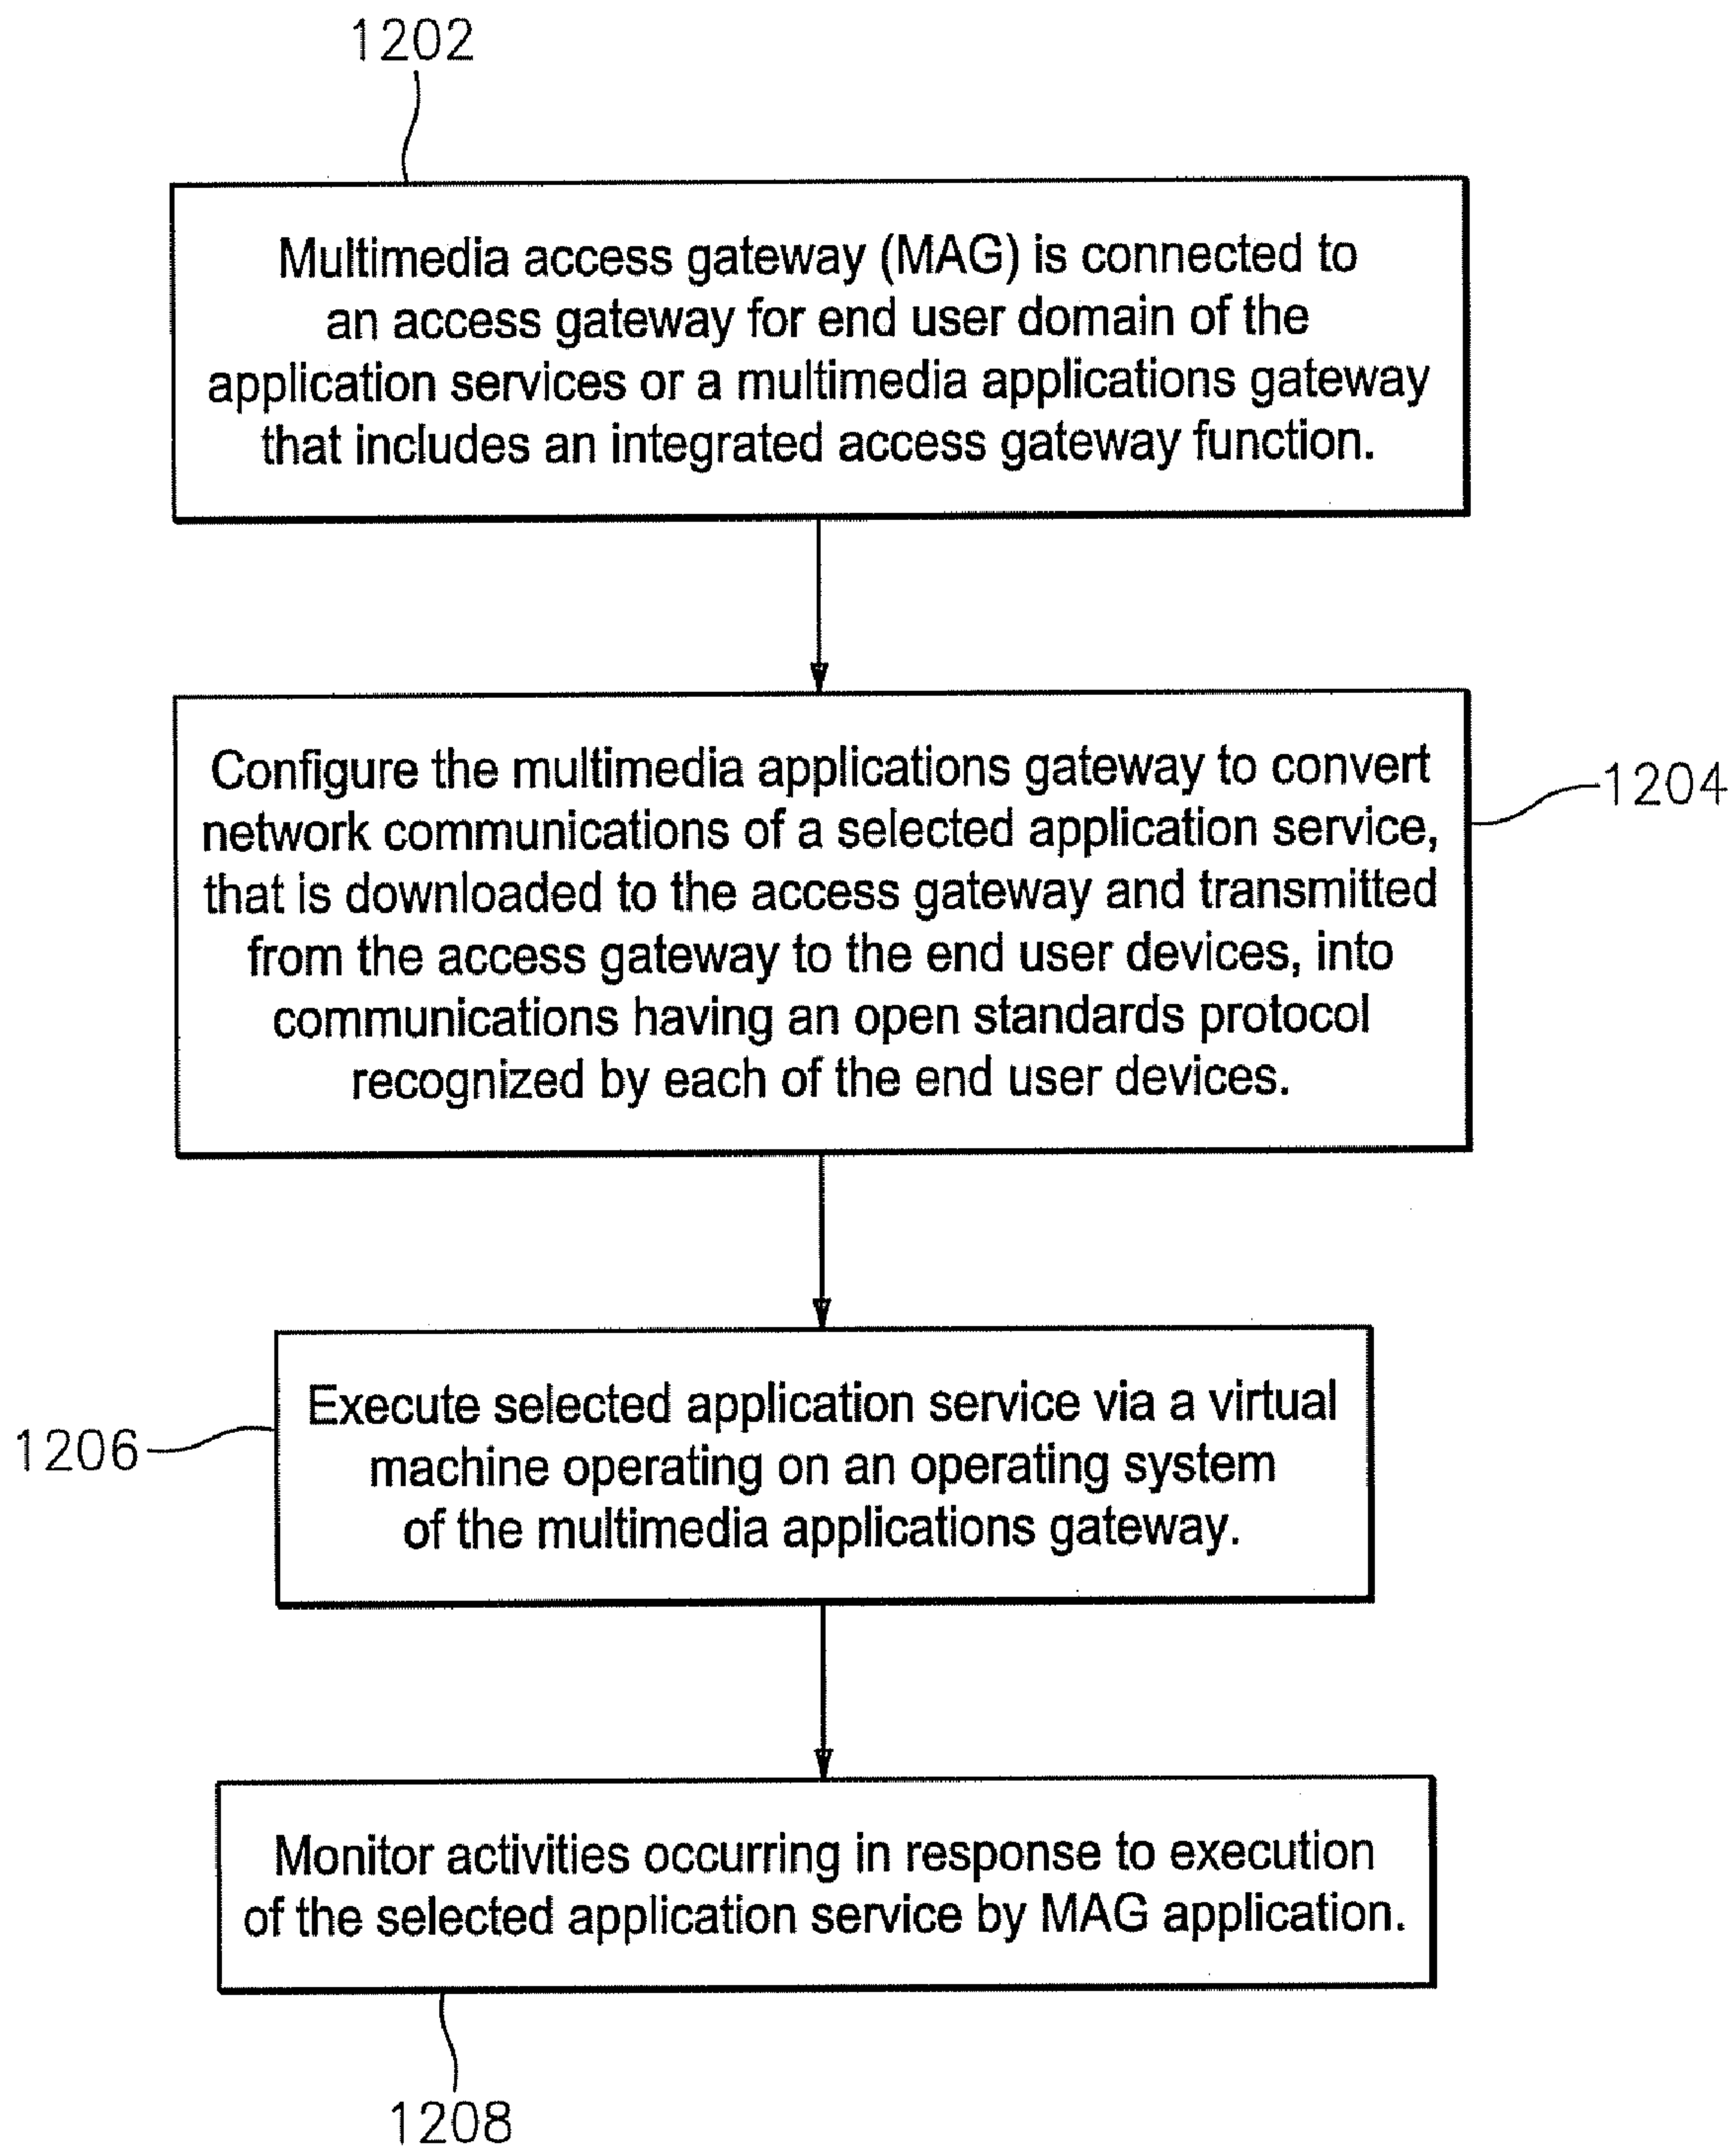 1202
Multimedia access gateway (MAG) is connected to
an access gateway for end user domain of the
application services or a multimedia applications gateway
that includes an integrated access gateway function.
Configure the multimedia applications gateway to convert
network communications of a selected application service,
that is downloaded to the access gateway and transmitted
from the access gateway to the end user devices, into
communications having an open standards protocol
recognized by each of the end user devices.
1204
Execute selected application service via a virtual
machine operating on an operating system
of the multimedia applications gateway.
1206
Monitor activities occurring in response to execution
of the selected application service by MAG application.
1208